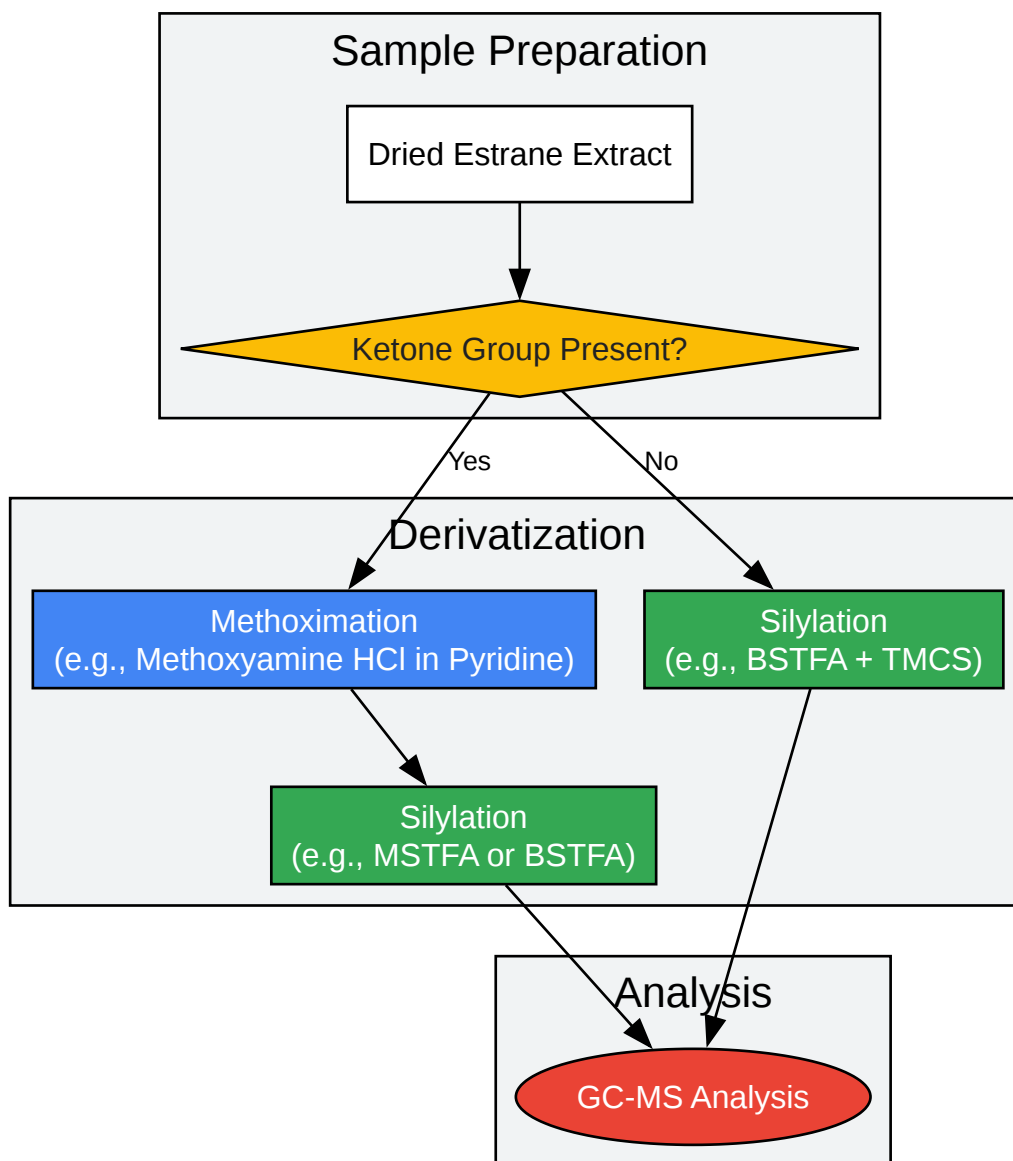 Sample Preparation
Dried Estrane Extract
Ketone Group Present?
Yes
No
Derivatization
Methoximation
(e.g., Methoxyamine HCl in Pyridine)
Silylation
(e.g., BSTFA + TMCS)
Silylation
(e.g., MSTFA or BSTFA)
Analysis
GC-MS Analysis